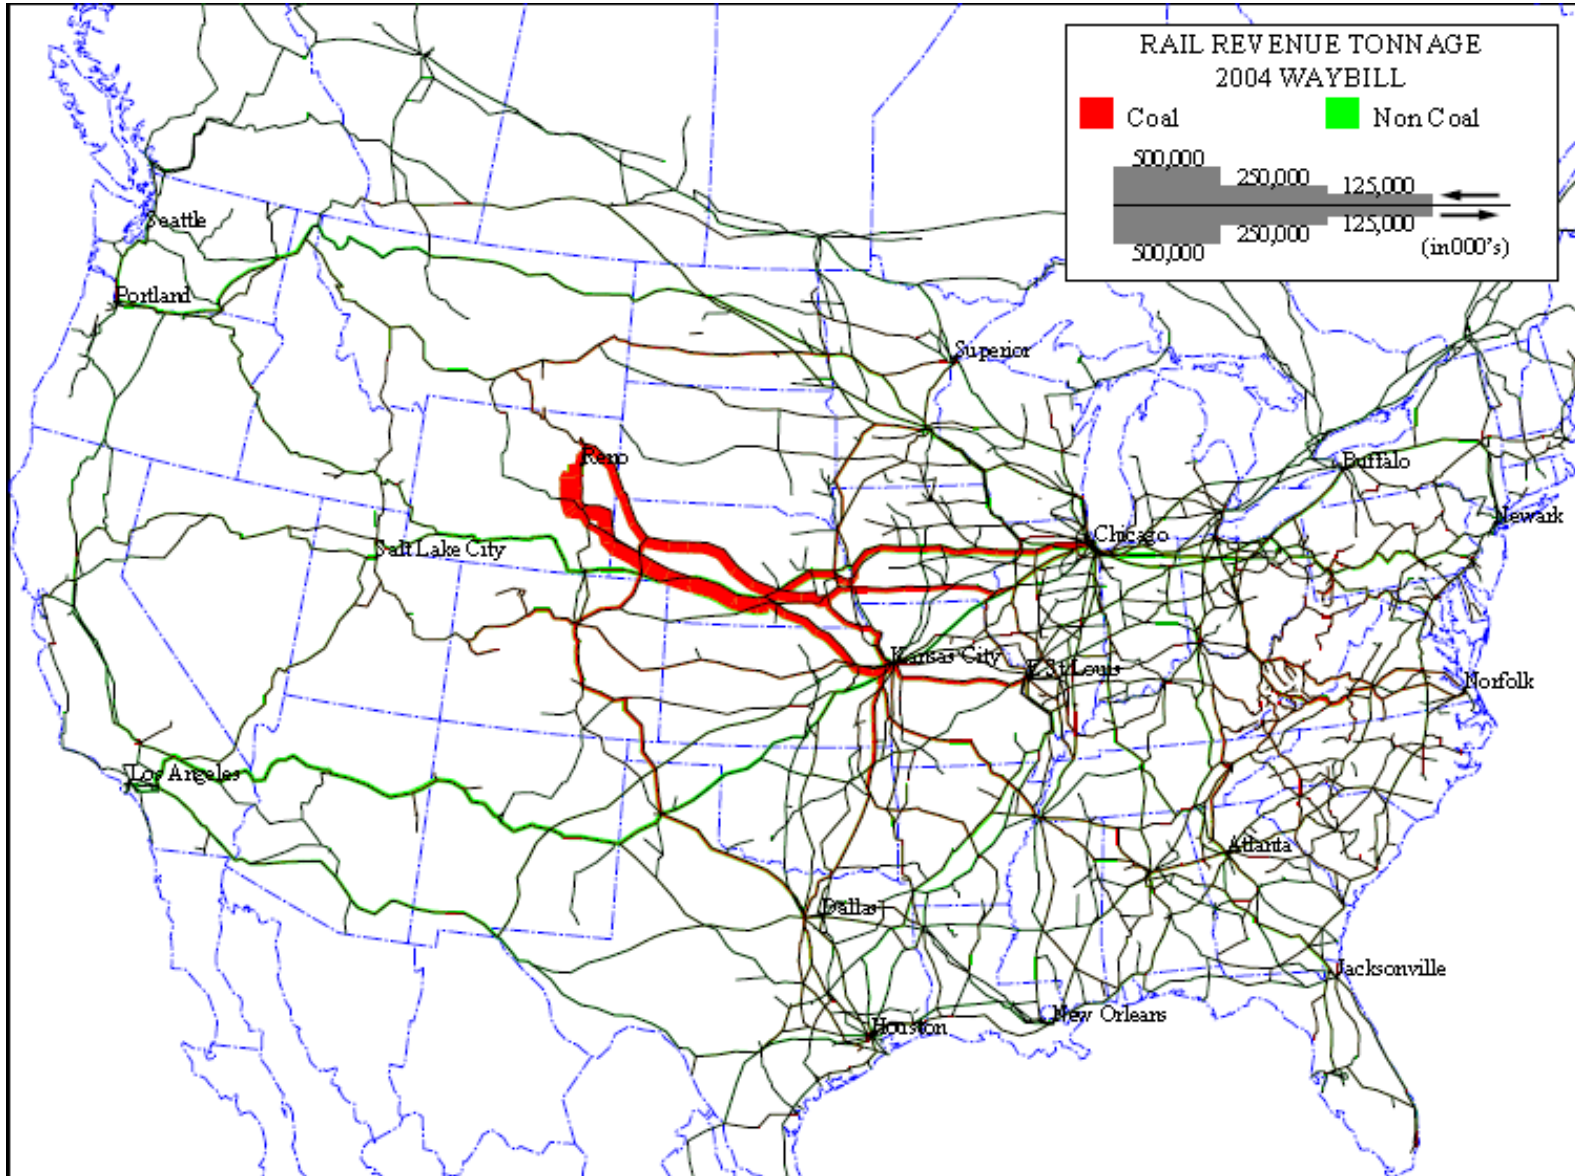 RAIL REVENUE TONNAGE
2004 WAYBILL
Coal
Non Coal
500,000
250,000
125,000
500,000
250,000
125,000
(in000's)
Seattle
Portland
Superior
Reno
Buffalo
Newark
Chicago
Salt Lake City
Kansas City
E.St Louis
Norfolk
Los Angeles
Atlanta
Dallas
Jacksonville
New Orleans
Houston